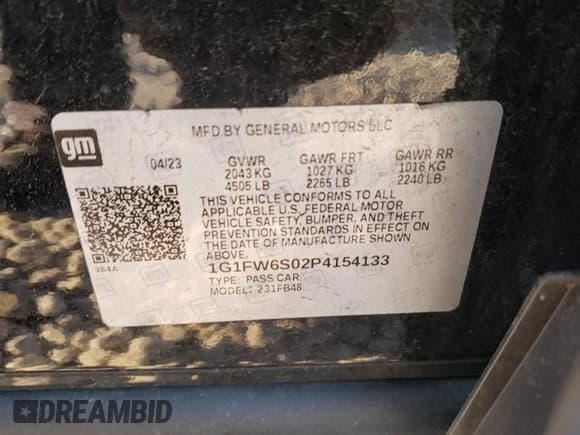 MFD BY GENERAL MOTORS LLC
gm
04/23 GVWR GAWR FRT GAWR RR
2043 KG 1027 KG 1016 KG
4505 LB 2265 LB 2240 LB
THIS VEHICLE CONFORMS TO ALL
APPLICABLE U.S. FEDERAL MOTOR
VEHICLE SAFETY, BUMPER, AND THEFT
PREVENTION STANDARDS IN EFFECT ON
THE DATE OF MANUFACTURE SHOWN
ABOVE.
384A
1G1FW6S02P4154133
TYPE: PASS CAR
MODEL: 231FB48
DREAMBID